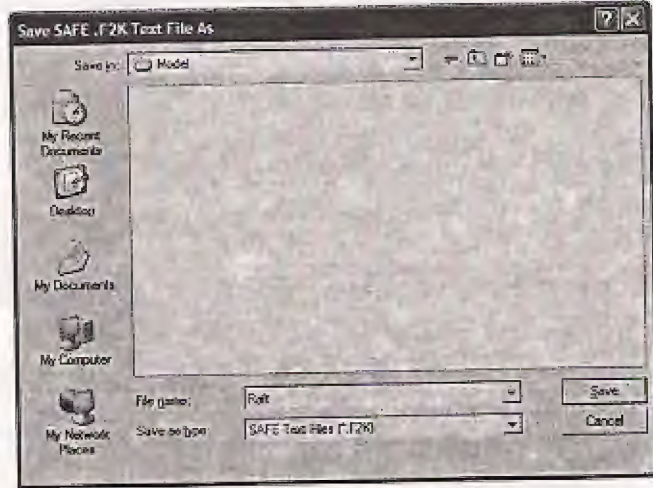 Save SAFE .F2K Text File As
Save in: Model
My Recent
Documents
Desktop
My Documents
My Computer
My Network
Places
File name: Raft Save
Save as type: SAFE Text Files (*.F2K) Cancel